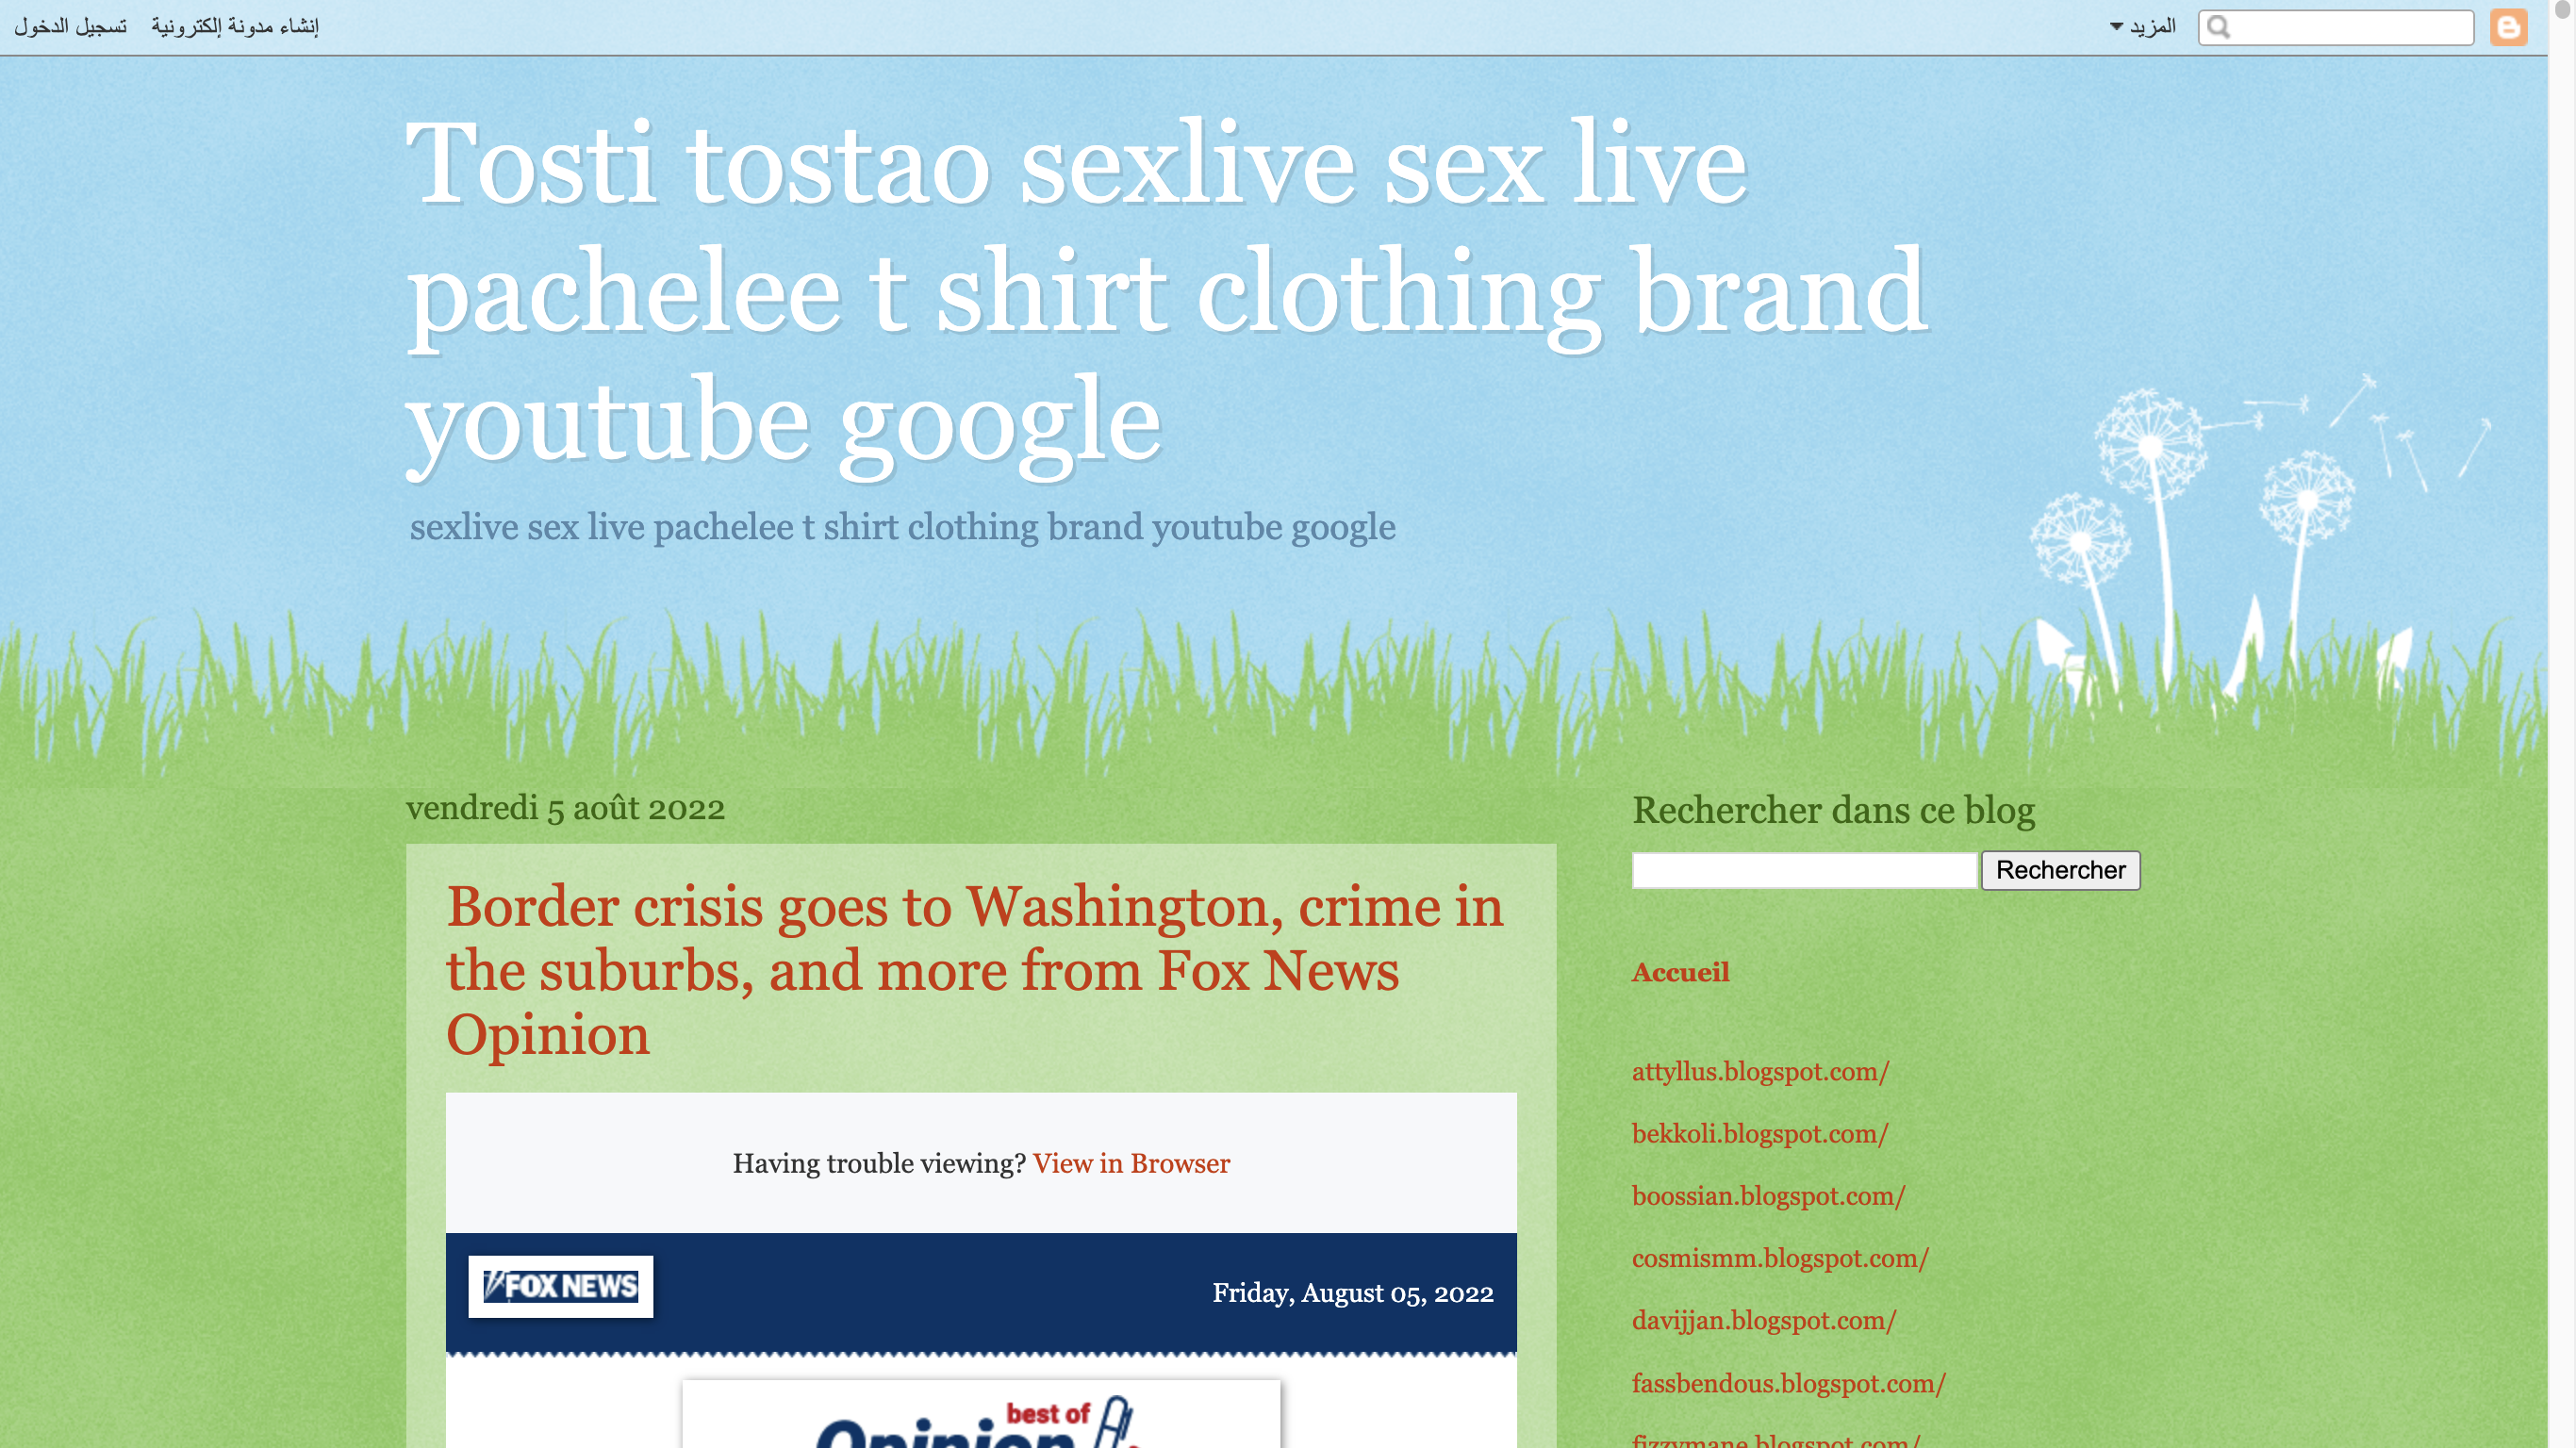 تسجيل الدخول
إنشاء مدونة إلكترونية
المزيد
Tosti tostao sexlive sex live
pachelee t shirt clothing brand
youtube google
sexlive sex live pachelee t shirt clothing brand youtube google
vendredi 5 août 2022
Border crisis goes to Washington, crime in
the suburbs, and more from Fox News
Opinion
Having trouble viewing? View in Browser
FOX NEWS
Friday, August 05, 2022
best of
Opinion
Rechercher dans ce blog
Rechercher
Accueil
attyllus.blogspot.com/
bekkoli.blogspot.com/
boossian.blogspot.com/
cosmismm.blogspot.com/
davijjan.blogspot.com/
fassbendous.blogspot.com/
fizzymane.blogspot.com/